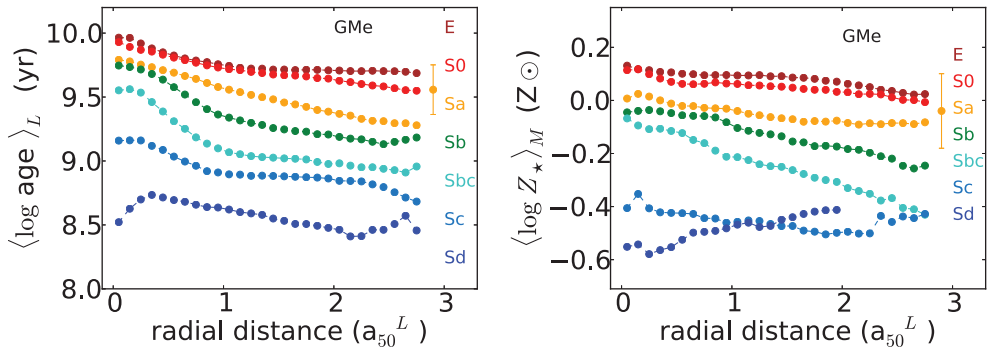 GMe
E
S0
Sa
Sb
Sbc
Sc
Sd
10.0
9.5
9.0
8.5
8.0
0 1 2 3
⟨log age⟩L (yr)
radial distance (a50^L)
GMe
E
S0
Sa
Sb
Sbc
Sc
Sd
0.2
0.0
−0.2
−0.4
−0.6
0 1 2 3
⟨log Z⋆⟩M (Z⊙)
radial distance (a50^L)